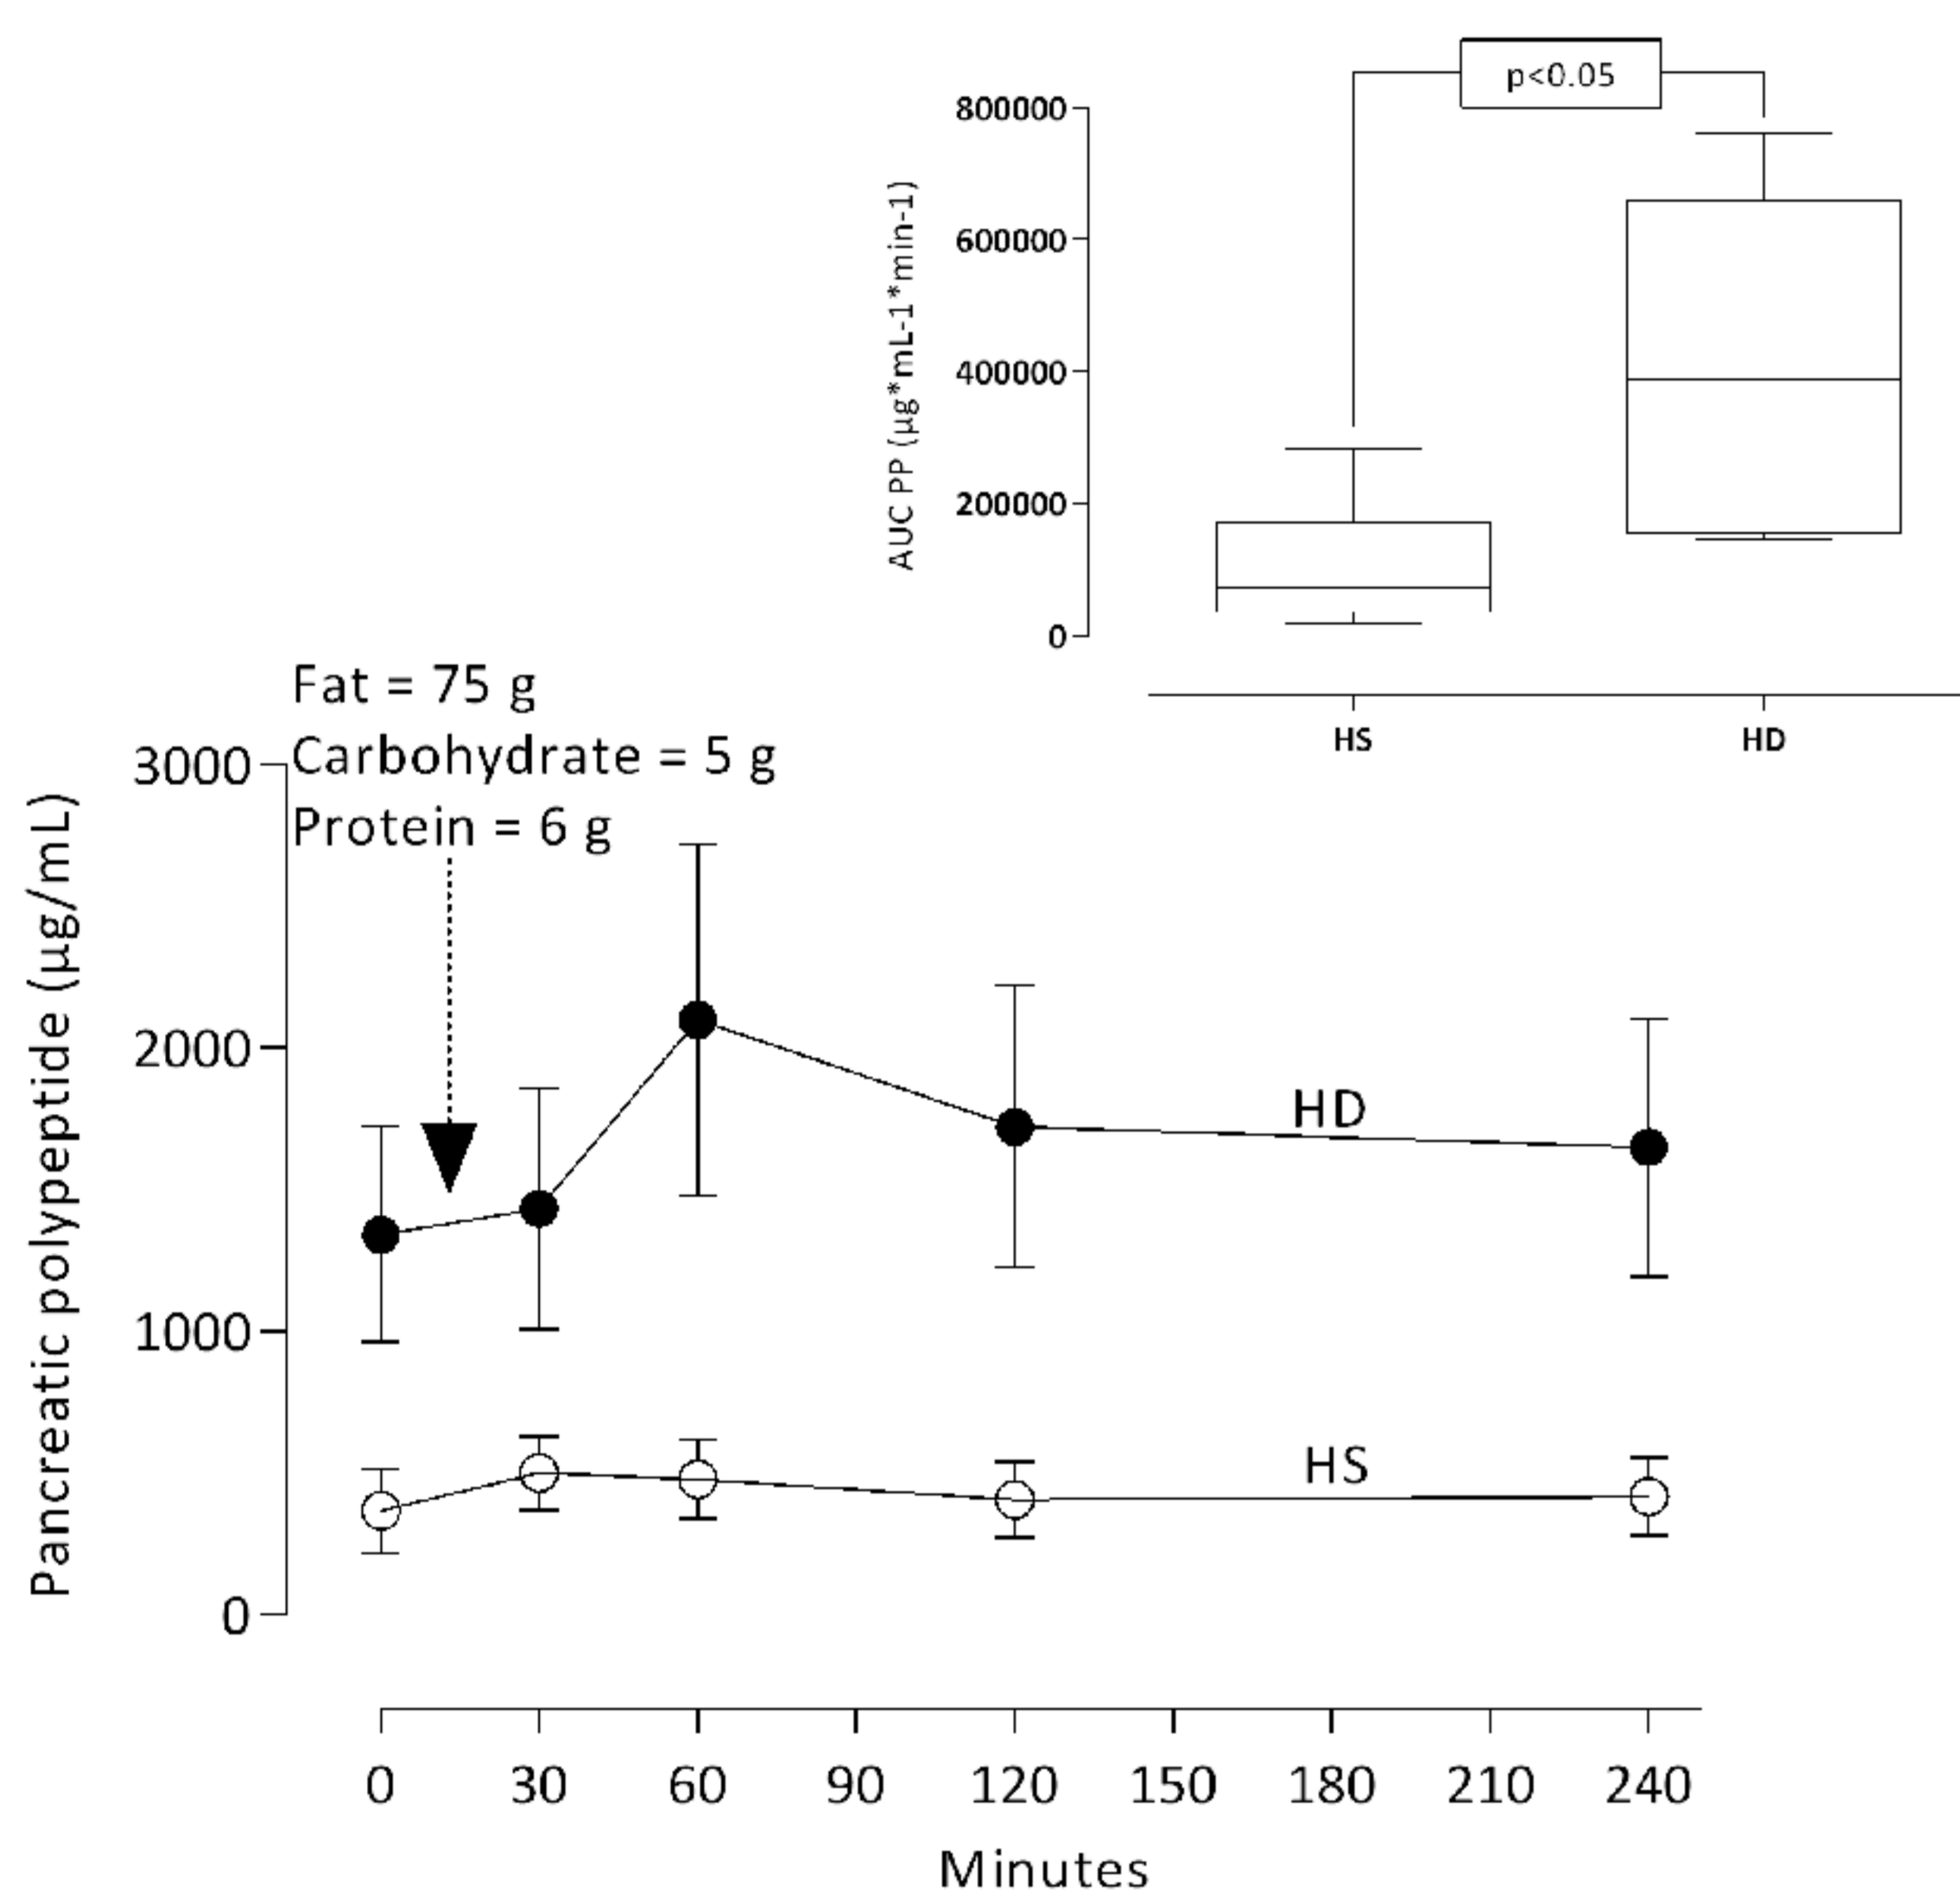 p<0.05
800000
600000
400000
200000
0
AUC PP (µg*mL-1*min-1)
HS
HD
Fat = 75 g
Carbohydrate = 5 g
Protein = 6 g
3000
2000
1000
0
Pancreatic polypeptide (µg/mL)
HD
HS
0 30 60 90 120 150 180 210 240
Minutes